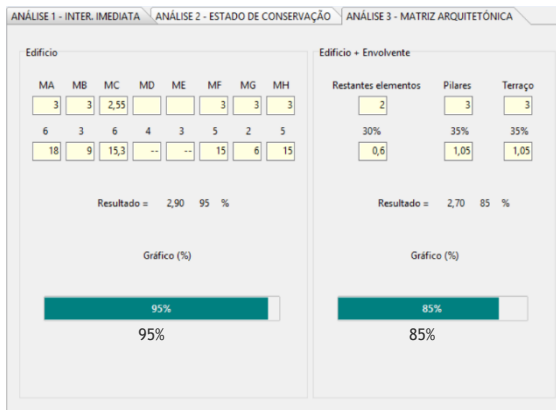 ANÁLISE 1 - INTER. IMEDIATA ANÁLISE 2 - ESTADO DE CONSERVAÇÃO ANÁLISE 3 - MATRIZ ARQUITETÓNICA
Edifício
MA MB MC MD ME MF MG MH
3 3 2,55 3 3 3
6 3 6 4 3 5 2 5
18 9 15,3 -- -- 15 6 15
Resultado = 2,90 95 %
Gráfico (%)
95%
95%
Edifício + Envolvente
Restantes elementos Pilares Terraço
2 3 3
30% 35% 35%
0,6 1,05 1,05
Resultado = 2,70 85 %
Gráfico (%)
85%
85%